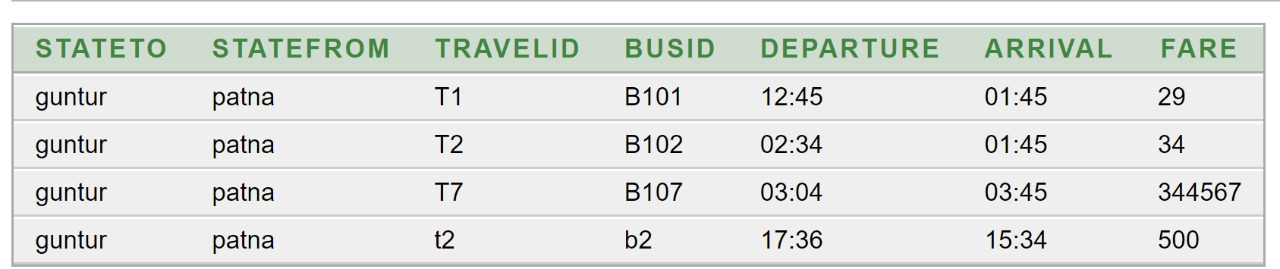 STATETO STATEFROM TRAVELID BUSID DEPARTURE ARRIVAL FARE
guntur patna T1 B101 12:45 01:45 29
guntur patna T2 B102 02:34 01:45 34
guntur patna T7 B107 03:04 03:45 344567
guntur patna t2 b2 17:36 15:34 500